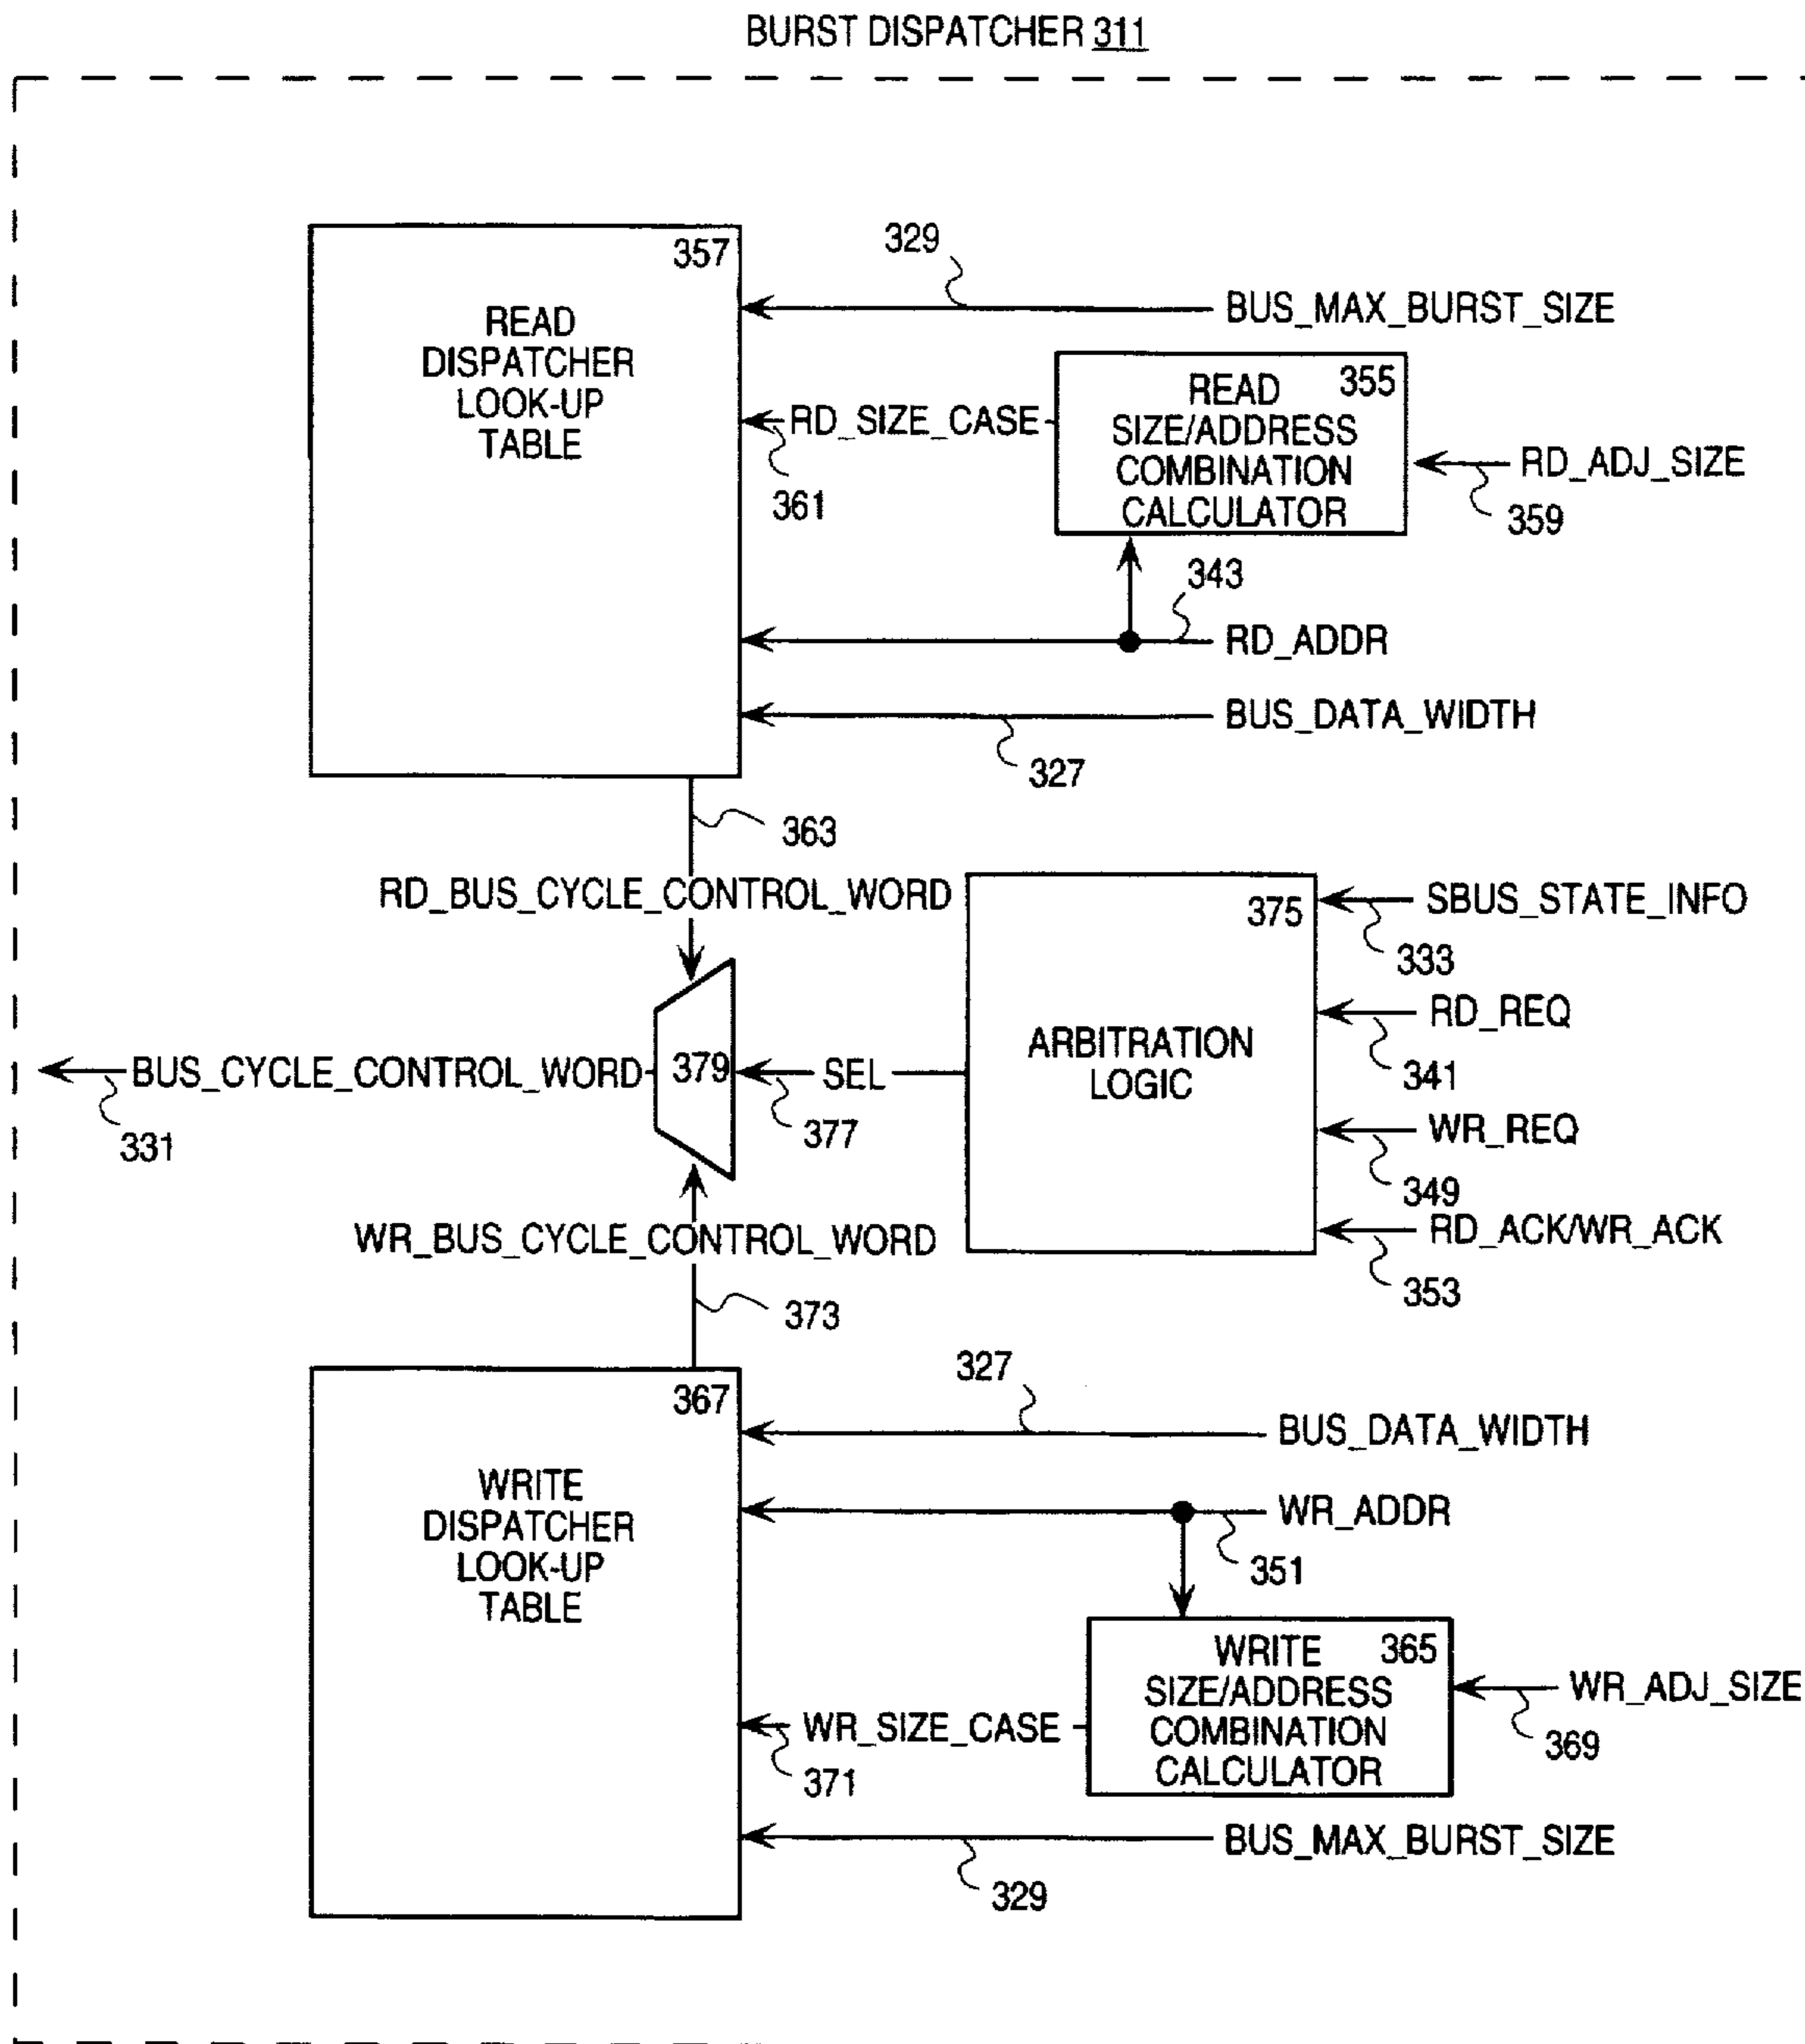 BURST DISPATCHER 311
357
READ
DISPATCHER
LOOK-UP
TABLE
329
BUS_MAX_BURST_SIZE
355
READ
SIZE/ADDRESS
COMBINATION
CALCULATOR
RD_SIZE_CASE
361
RD_ADJ_SIZE
359
343
RD_ADDR
BUS_DATA_WIDTH
327
363
RD_BUS_CYCLE_CONTROL_WORD
375
ARBITRATION
LOGIC
SBUS_STATE_INFO
333
RD_REQ
341
WR_REQ
349
RD_ACK/WR_ACK
353
BUS_CYCLE_CONTROL_WORD
331
379
SEL
377
WR_BUS_CYCLE_CONTROL_WORD
373
367
WRITE
DISPATCHER
LOOK-UP
TABLE
327
BUS_DATA_WIDTH
WR_ADDR
351
365
WRITE
SIZE/ADDRESS
COMBINATION
CALCULATOR
WR_ADJ_SIZE
369
WR_SIZE_CASE
371
BUS_MAX_BURST_SIZE
329